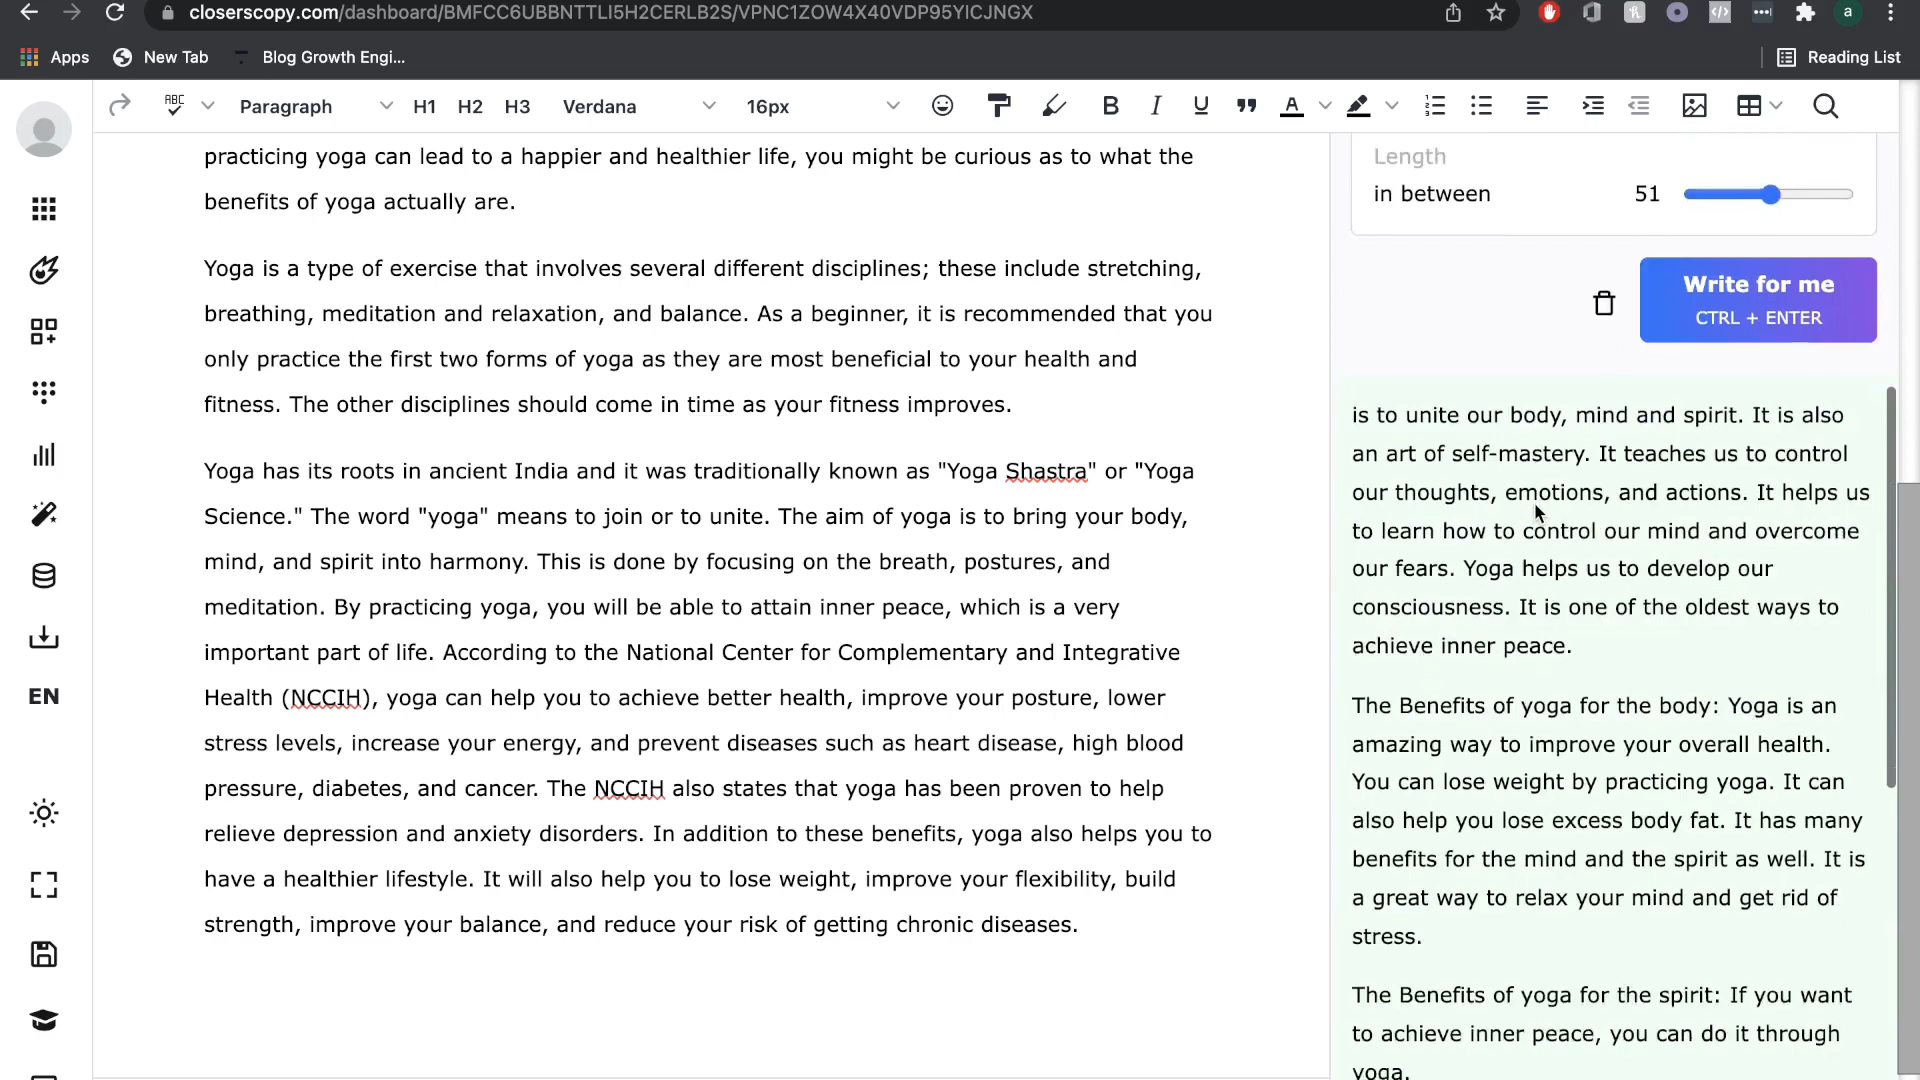 closerscopy.com/dashboard/BMFCC6UBBNTTLI5H2CERLB2S/VPNC1ZOW4X40VDP95YICJNGX
a
Apps
New Tab
Blog Growth Engi...
Reading List
ABC
Paragraph
H1
H2
H3
Verdana
16px
B
I
U
A
practicing yoga can lead to a happier and healthier life, you might be curious as to what the
benefits of yoga actually are.
Yoga is a type of exercise that involves several different disciplines; these include stretching,
breathing, meditation and relaxation, and balance. As a beginner, it is recommended that you
only practice the first two forms of yoga as they are most beneficial to your health and
fitness. The other disciplines should come in time as your fitness improves.
Yoga has its roots in ancient India and it was traditionally known as "Yoga Shastra" or "Yoga
Science." The word "yoga" means to join or to unite. The aim of yoga is to bring your body,
mind, and spirit into harmony. This is done by focusing on the breath, postures, and
meditation. By practicing yoga, you will be able to attain inner peace, which is a very
important part of life. According to the National Center for Complementary and Integrative
Health (NCCIH), yoga can help you to achieve better health, improve your posture, lower
stress levels, increase your energy, and prevent diseases such as heart disease, high blood
pressure, diabetes, and cancer. The NCCIH also states that yoga has been proven to help
relieve depression and anxiety disorders. In addition to these benefits, yoga also helps you to
have a healthier lifestyle. It will also help you to lose weight, improve your flexibility, build
strength, improve your balance, and reduce your risk of getting chronic diseases.
EN
Length
in between
51
Write for me
CTRL + ENTER
is to unite our body, mind and spirit. It is also
an art of self-mastery. It teaches us to control
our thoughts, emotions, and actions. It helps us
to learn how to control our mind and overcome
our fears. Yoga helps us to develop our
consciousness. It is one of the oldest ways to
achieve inner peace.
The Benefits of yoga for the body: Yoga is an
amazing way to improve your overall health.
You can lose weight by practicing yoga. It can
also help you lose excess body fat. It has many
benefits for the mind and the spirit as well. It is
a great way to relax your mind and get rid of
stress.
The Benefits of yoga for the spirit: If you want
to achieve inner peace, you can do it through
yoga.